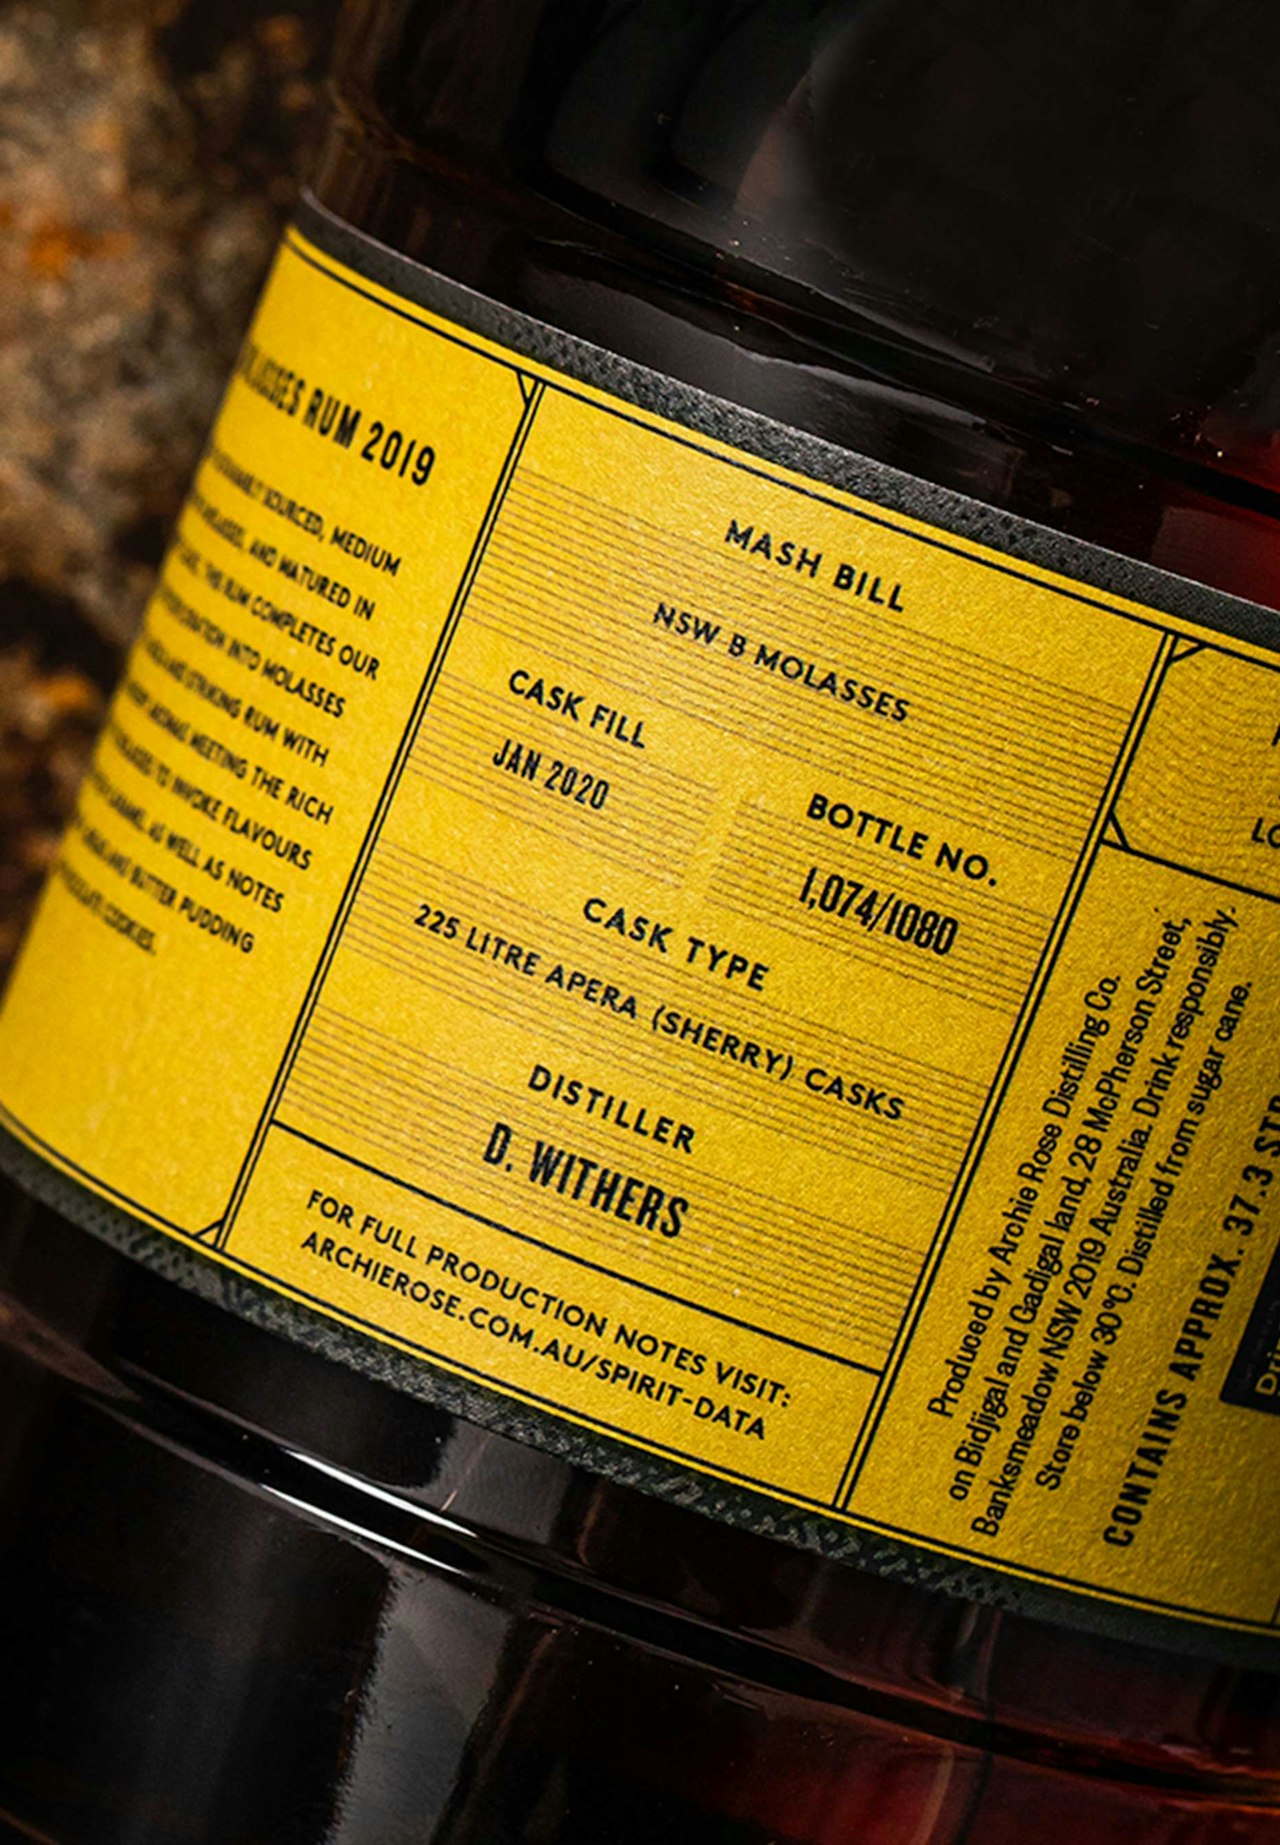 RUM 2019
SOURCED, MEDIUM
AND MATURED IN
THE RUM COMPLETES OUR
INTO MOLASSES
AND STRIKING RUM WITH
MEETING THE RICH
TO INVOKE FLAVOURS
AS WELL AS NOTES
AND BUTTER PUDDING
COOKIES.
MASH BILL
NSW B MOLASSES
CASK FILL
JAN 2020
BOTTLE NO.
1,074/1080
CASK TYPE
225 LITRE APERA (SHERRY) CASKS
DISTILLER
D. WITHERS
FOR FULL PRODUCTION NOTES VISIT:
ARCHIEROSE.COM.AU/SPIRIT-DATA
Produced by Archie Rose Distilling Co.
on Bidjigal and Gadigal land, 28 McPherson Street,
Banksmeadow NSW 2019 Australia. Drink responsibly.
Store below 30°C. Distilled from sugar cane.
CONTAINS APPROX. 37.3